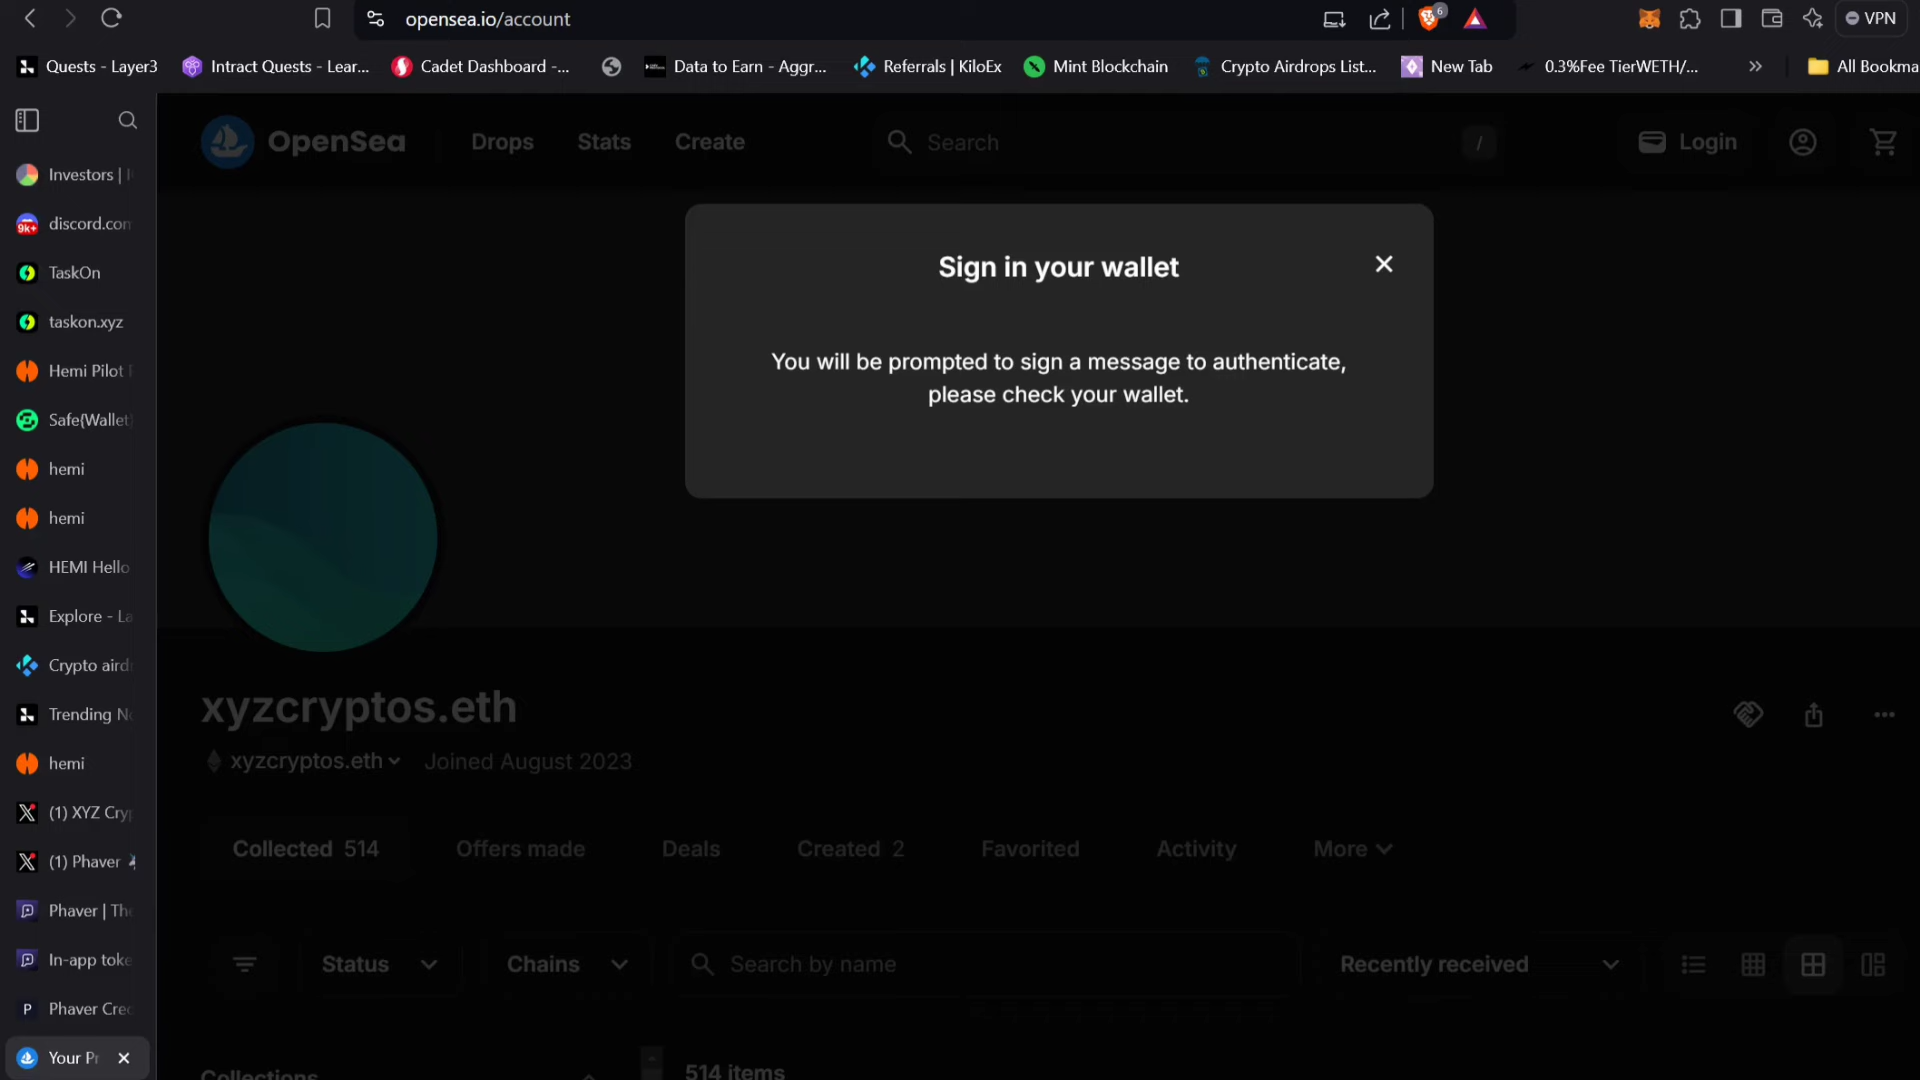 opensea.io/account
6
VPN
Quests - Layer3
Intract Quests - Lear...
Cadet Dashboard -...
Data to Earn - Aggr...
Referrals | KiloEx
Mint Blockchain
Crypto Airdrops List...
New Tab
0.3%Fee TierWETH/...
All Bookma
Investors |
9k+
discord.con
TaskOn
taskon.xyz
Hemi Pilot
Safe{Wallet}
hemi
hemi
HEMI Hello
Explore - La
Crypto aird
Trending No
hemi
(1) XYZ Cryp
(1) Phaver
Phaver | The
In-app toke
P
Phaver Cre
Your Pr
OpenSea
Drops
Stats
Create
Search
/
Login
Sign in your wallet
You will be prompted to sign a message to authenticate,
please check your wallet.
xyzcryptos.eth
xyzcryptos.eth
Joined August 2023
Collected 514
Offers made
Deals
Created 2
Favorited
Activity
More
Status
Chains
Search by name
Recently received
Collections
514 items